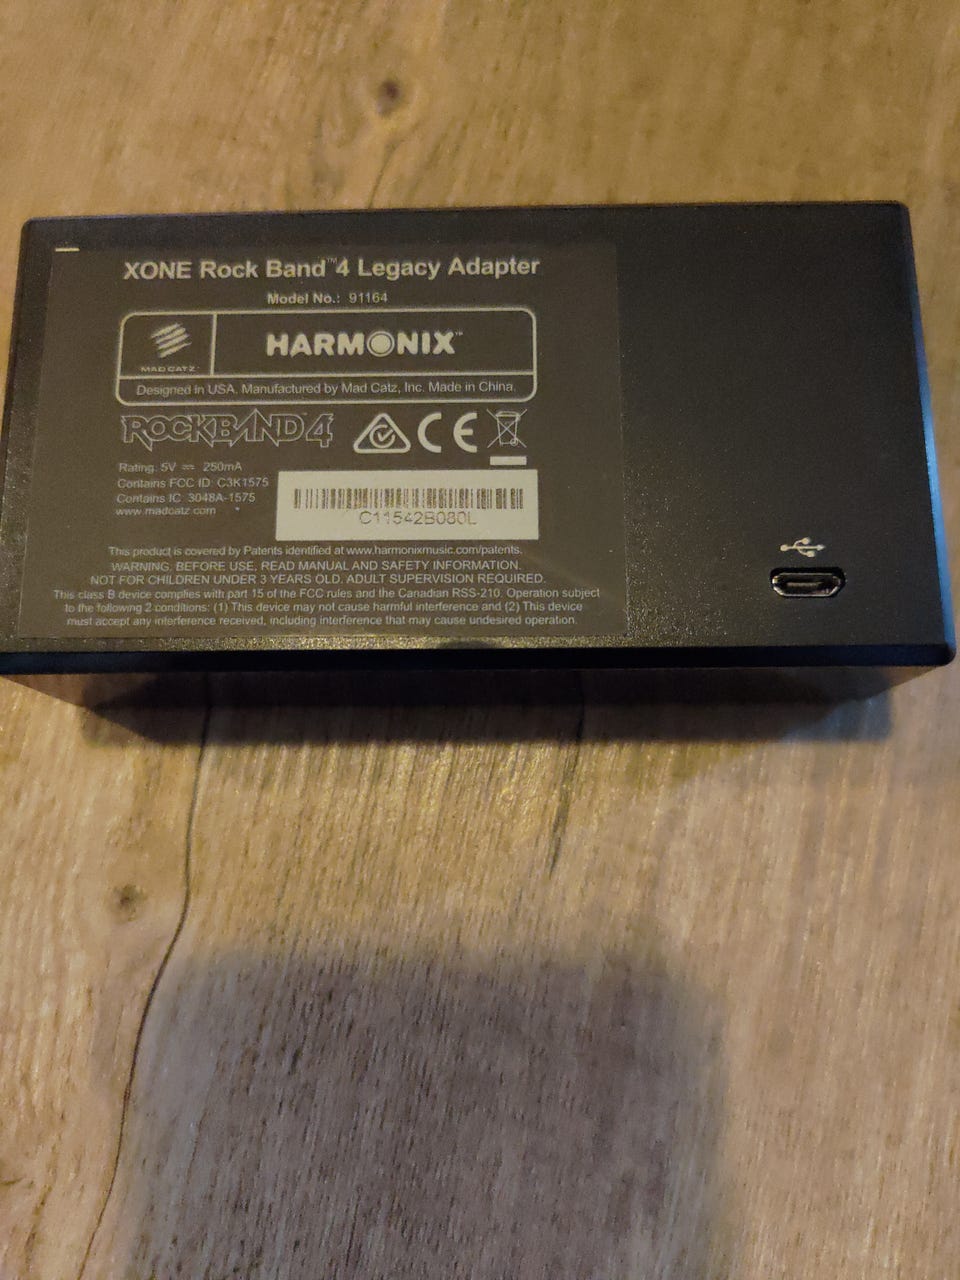 XONE Rock Band™4 Legacy Adapter
Model No.: 91164
MAD CATZ
HARMONIX™
Designed in USA. Manufactured by Mad Catz, Inc. Made in China.
ROCKBAND 4
CE
Rating: 5V ⎓ 250mA
Contains FCC ID: C3K1575
Contains IC: 3048A-1575
www.madcatz.com
C11542B080L
This product is covered by Patents identified at www.harmonixmusic.com/patents.
WARNING, BEFORE USE, READ MANUAL AND SAFETY INFORMATION.
NOT FOR CHILDREN UNDER 3 YEARS OLD. ADULT SUPERVISION REQUIRED.
This class B device complies with part 15 of the FCC rules and the Canadian RSS-210. Operation subject
to the following 2 conditions: (1) This device may not cause harmful interference and (2) This device
must accept any interference received, including interference that may cause undesired operation.